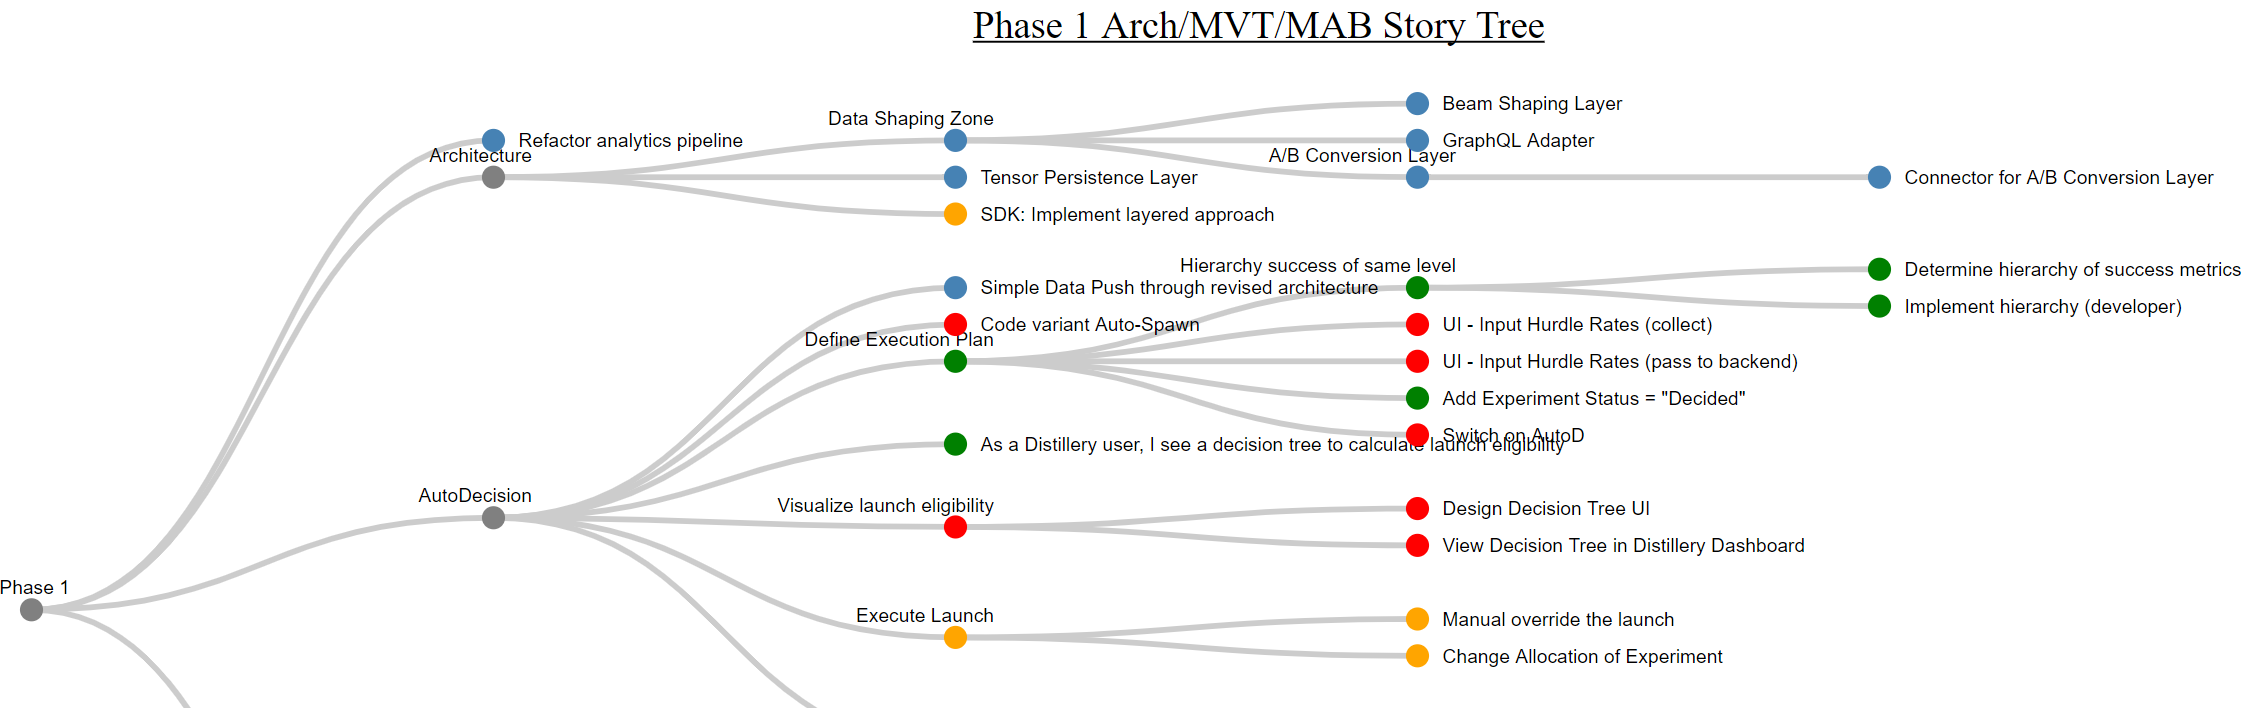 Phase 1 Arch/MVT/MAB Story Tree
Beam Shaping Layer
Data Shaping Zone
Refactor analytics pipeline
GraphQL Adapter
Architecture
A/B Conversion Layer
Tensor Persistence Layer
Connector for A/B Conversion Layer
SDK: Implement layered approach
Hierarchy success of same level
Determine hierarchy of success metrics
Simple Data Push through revised architecture
Implement hierarchy (developer)
Code variant Auto-Spawn
UI - Input Hurdle Rates (collect)
Define Execution Plan
UI - Input Hurdle Rates (pass to backend)
Add Experiment Status = "Decided"
Switch on AutoD
As a Distillery user, I see a decision tree to calculate launch eligibility
AutoDecision
Visualize launch eligibility
Design Decision Tree UI
View Decision Tree in Distillery Dashboard
Phase 1
Execute Launch
Manual override the launch
Change Allocation of Experiment